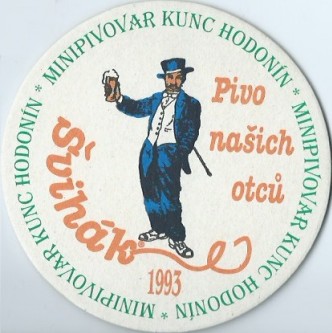 MINIPIVOVAR KUNC HODONÍN * MINIPIVOVAR KUNC HODONÍN * MINIPIVOVAR KUNC HODONÍN *
Pivo
našich
otců
Švihák
1993